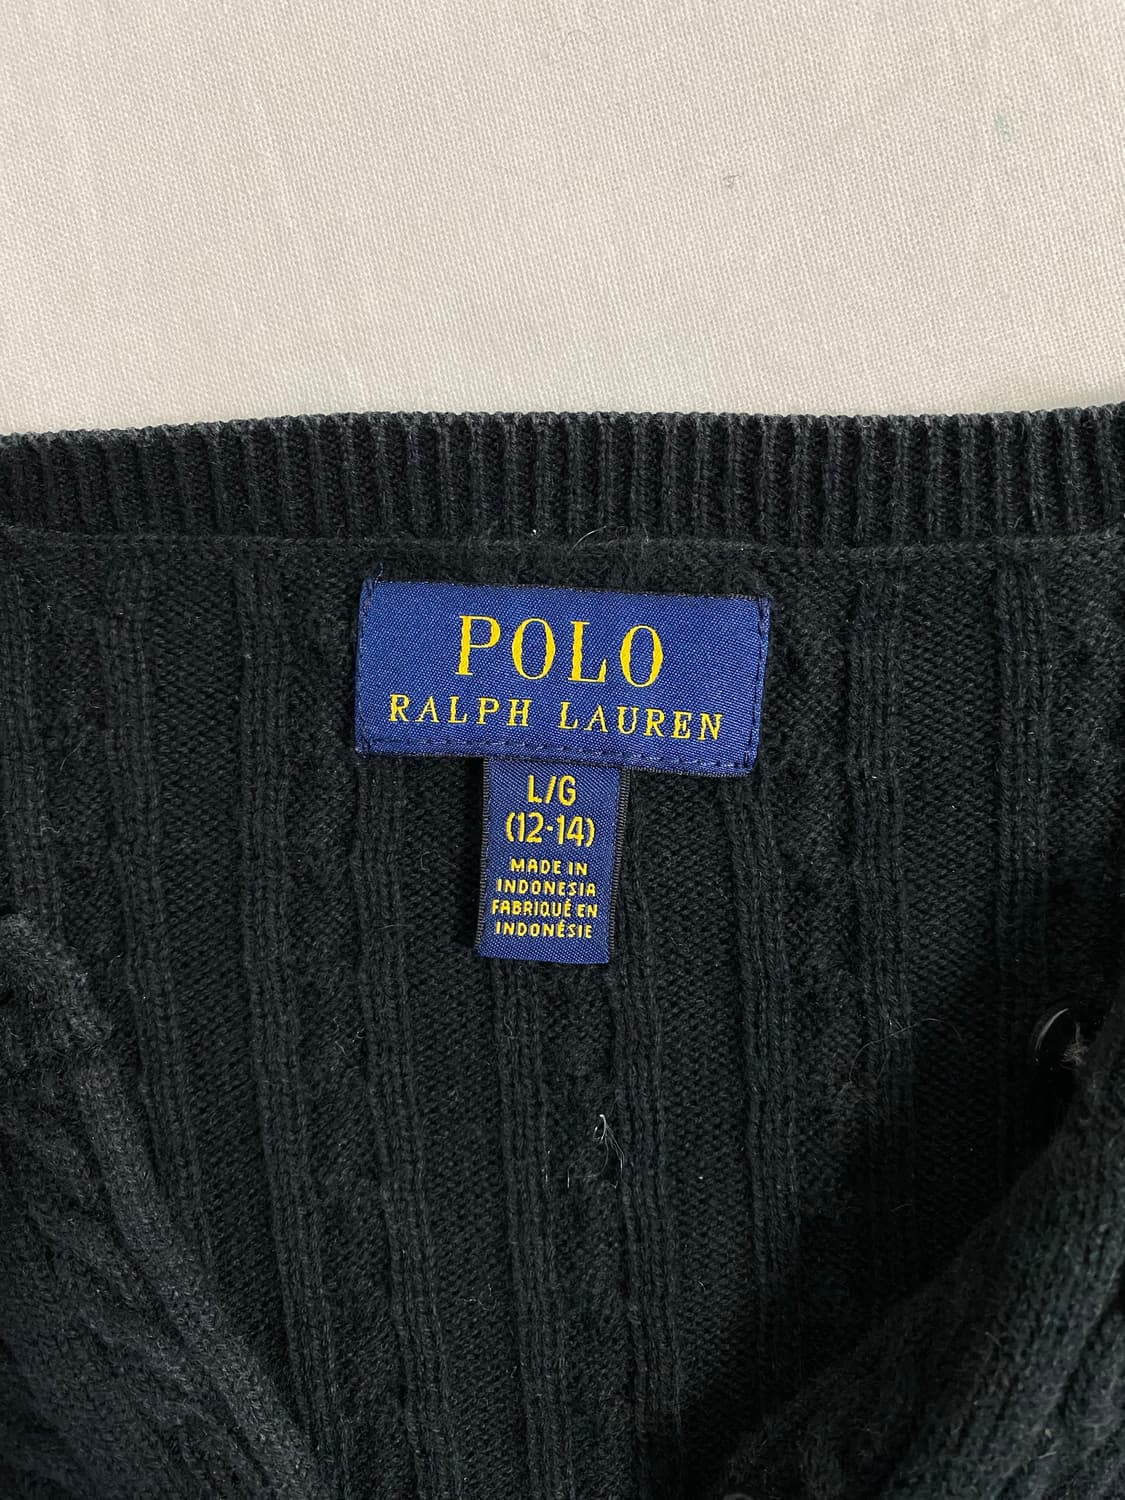 POLO
RALPH LAUREN
L/G
(12-14)
MADE IN
INDONESIA
FABRIQUÉ EN
INDONÉSIE